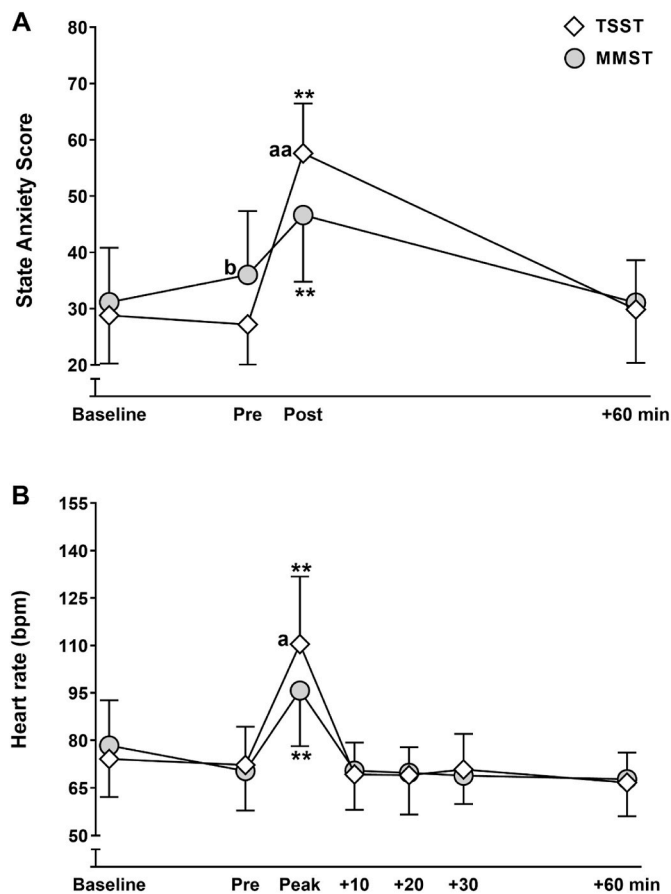 A
TSST
MMST
State Anxiety Score
80
70
60
50
40
30
20
**
aa
b
**
Baseline Pre Post +60 min
B
Heart rate (bpm)
155
140
125
110
95
80
65
50
**
a
**
Baseline Pre Peak +10 +20 +30 +60 min